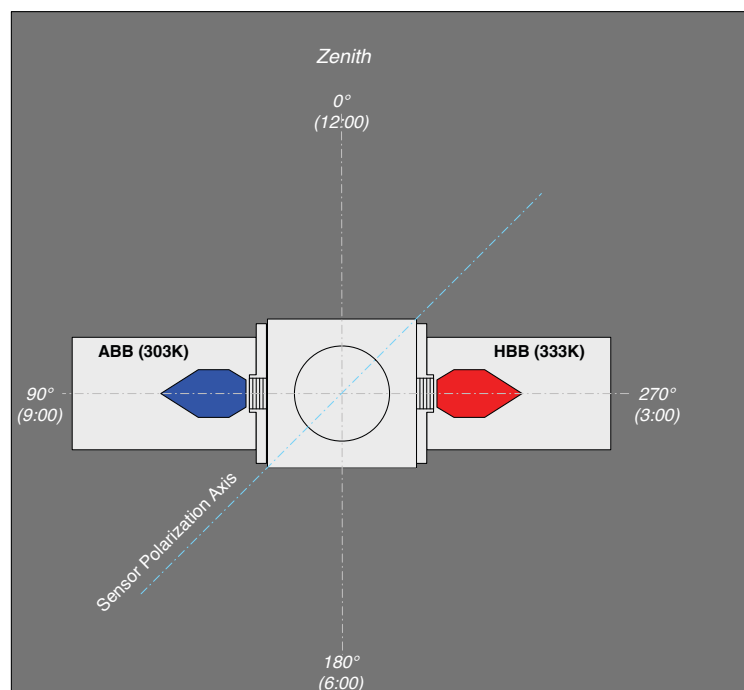 Zenith
0°
(12:00)
ABB (303K)
HBB (333K)
90°
(9:00)
270°
(3:00)
Sensor Polarization Axis
180°
(6:00)